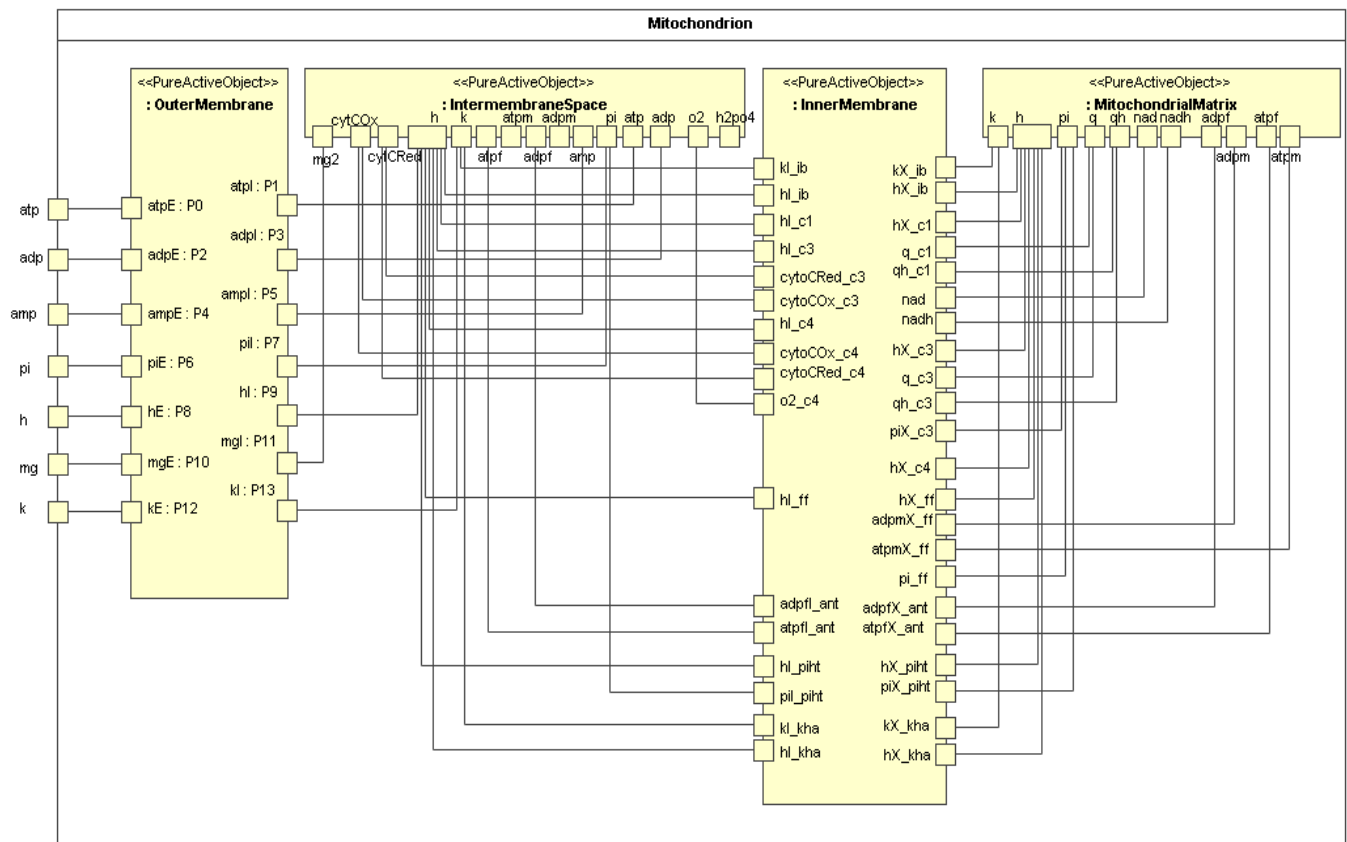 Mitochondrion
<<PureActiveObject>>
: OuterMembrane
<<PureActiveObject>>
: IntermembraneSpace
<<PureActiveObject>>
: InnerMembrane
<<PureActiveObject>>
: MitochondrialMatrix
cytCOx h k atpm adpm pi atp adp o2 h2po4
mg2 cytCRed atpf adpf amp
k h pi q qh nad nadh adpf atpf
adpm atpm
atp
adp
amp
pi
h
mg
k
atpE : P0
adpE : P2
ampE : P4
piE : P6
hE : P8
mgE : P10
kE : P12
atpI : P1
adpI : P3
ampI : P5
piI : P7
hI : P9
mgI : P11
kI : P13
kI_ib
hI_ib
hI_c1
hI_c3
cytoCRed_c3
cytoCOx_c3
hI_c4
cytoCOx_c4
cytoCRed_c4
o2_c4
hI_ff
adpfI_ant
atpfI_ant
hI_piht
piI_piht
kI_kha
hI_kha
kX_ib
hX_ib
hX_c1
q_c1
qh_c1
nad
nadh
hX_c3
q_c3
qh_c3
piX_c3
hX_c4
hX_ff
adpmX_ff
atpmX_ff
pi_ff
adpfX_ant
atpfX_ant
hX_piht
piX_piht
kX_kha
hX_kha